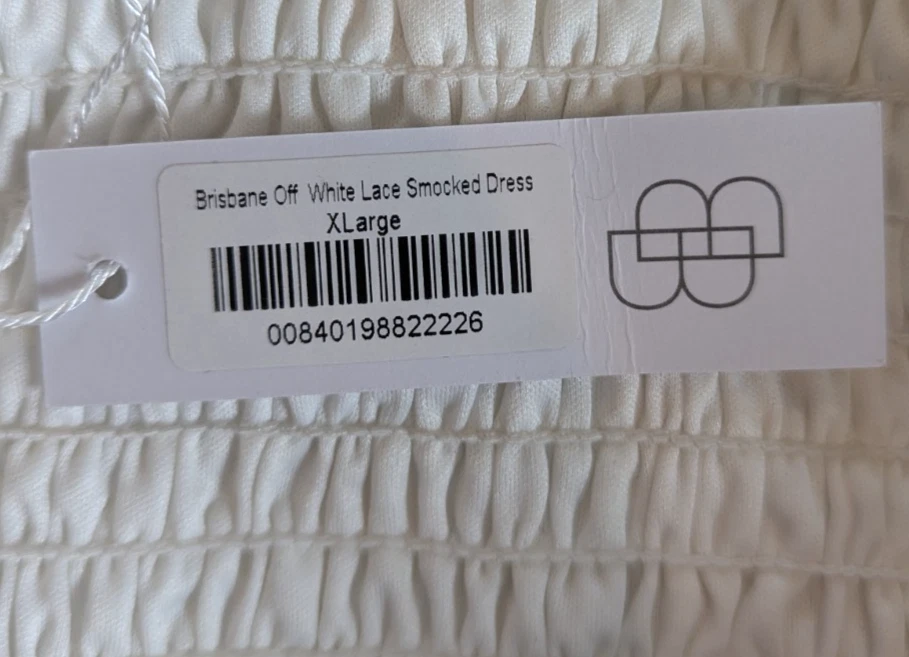 Brisbane Off White Lace Smocked Dress
XLarge
00840198822226